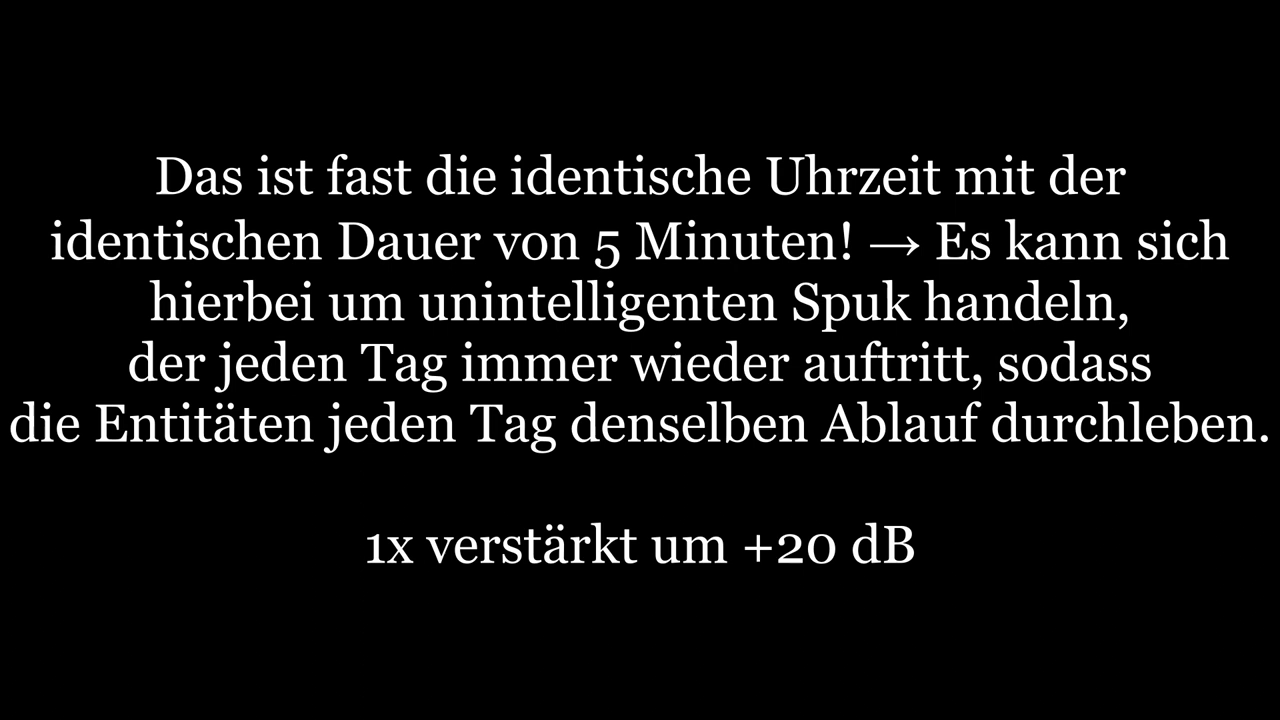 Das ist fast die identische Uhrzeit mit der
identischen Dauer von 5 Minuten! → Es kann sich
hierbei um unintelligenten Spuk handeln,
der jeden Tag immer wieder auftritt, sodass
die Entitäten jeden Tag denselben Ablauf durchleben.
1x verstärkt um +20 dB